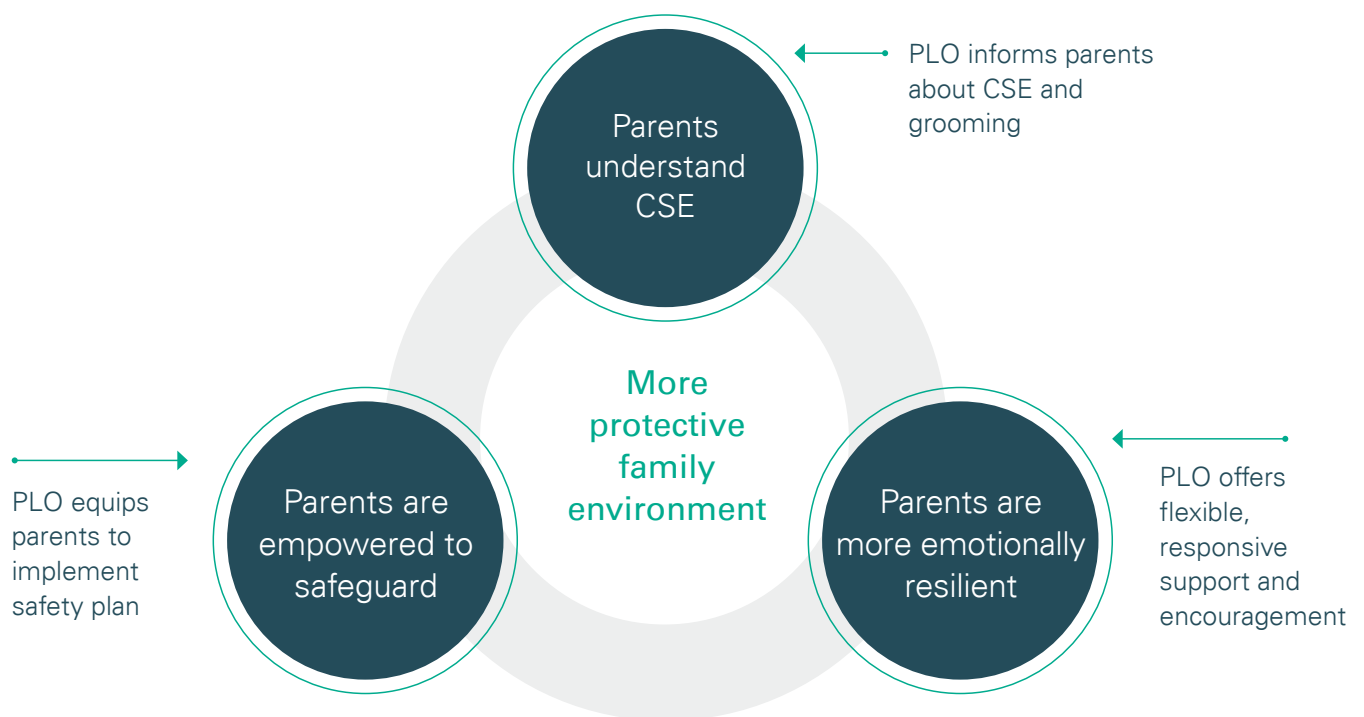 PLO informs parents
about CSE and
grooming
Parents
understand
CSE
More
protective
family
environment
PLO equips
parents to
implement
safety plan
Parents are
empowered to
safeguard
Parents are
more emotionally
resilient
PLO offers
flexible,
responsive
support and
encouragement